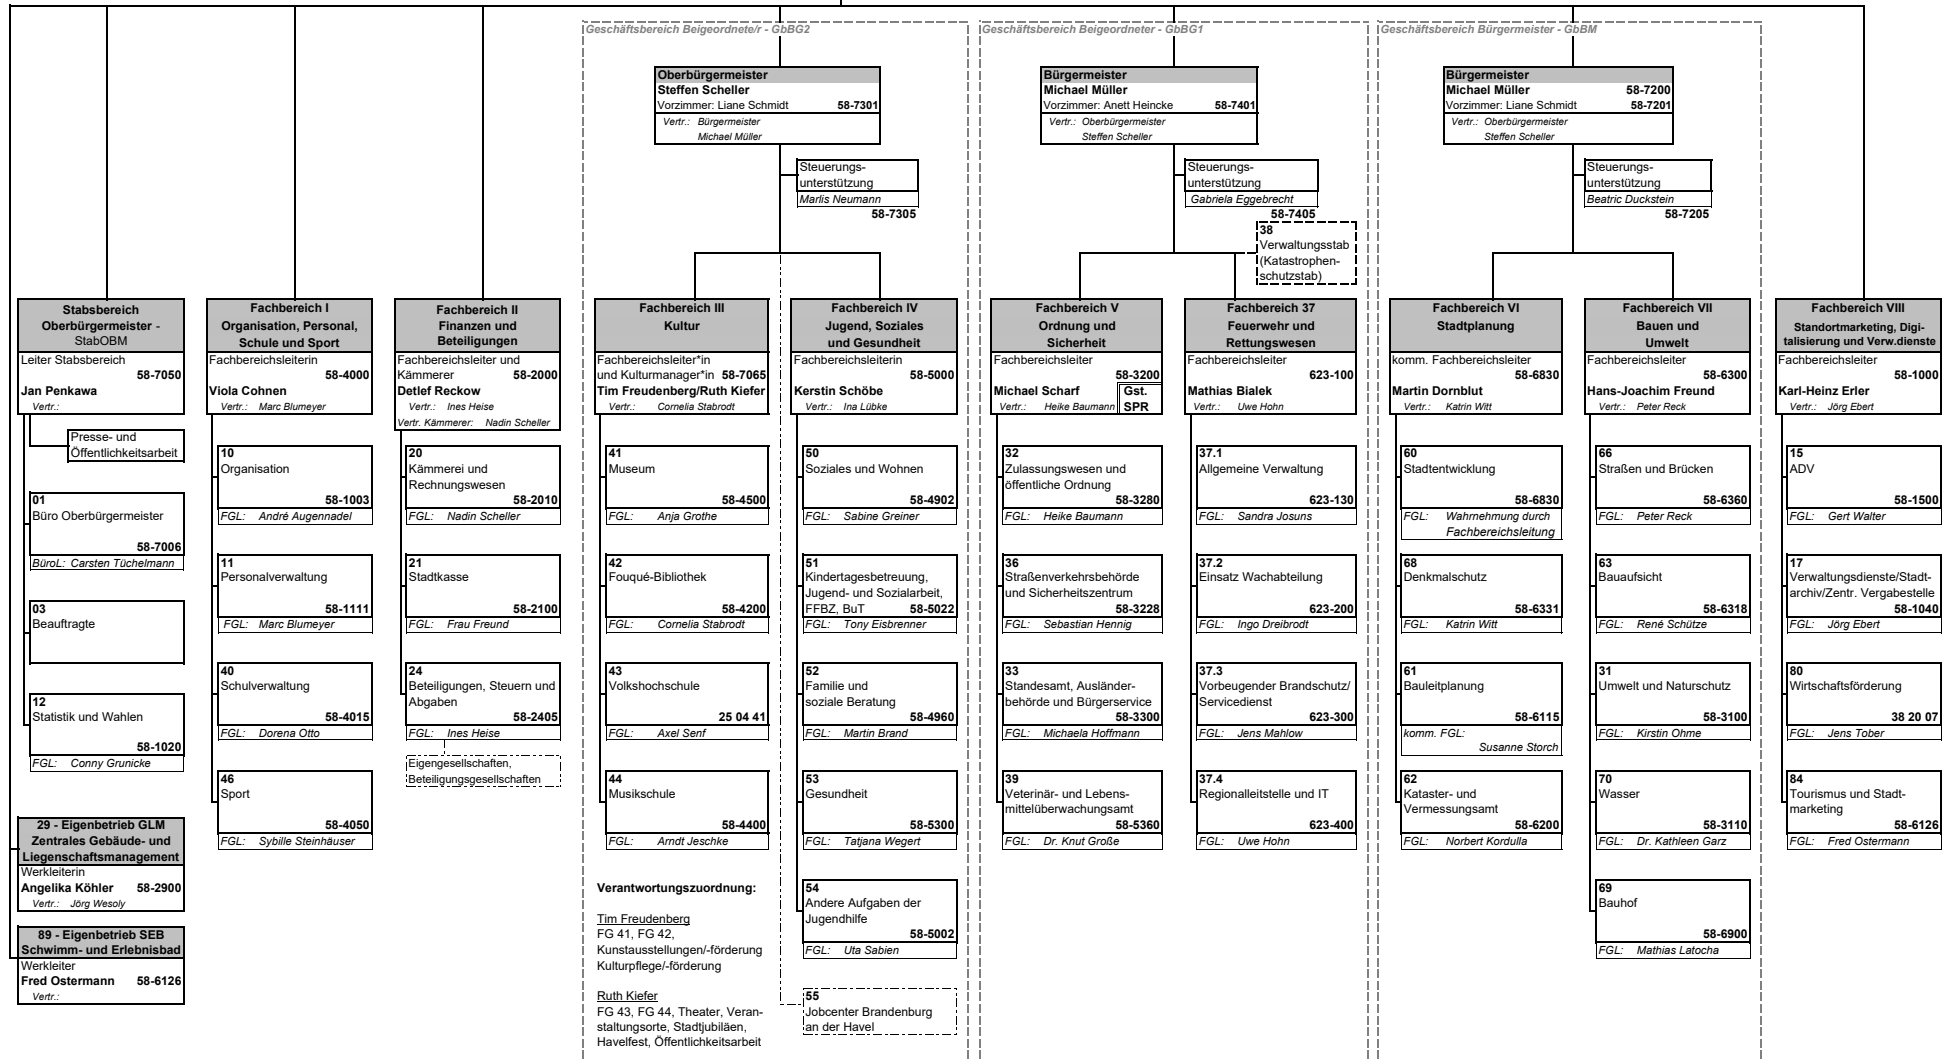 Geschäftsbereich Beigeordnete/r - GbBG2
Oberbürgermeister
Steffen Scheller
Vorzimmer: Liane Schmidt 58-7301
Vertr.: Bürgermeister
Michael Müller
Steuerungs-
unterstützung
Marlis Neumann
58-7305
Geschäftsbereich Beigeordneter - GbBG1
Bürgermeister
Michael Müller
Vorzimmer: Anett Heincke 58-7401
Vertr.: Oberbürgermeister
Steffen Scheller
Steuerungs-
unterstützung
Gabriela Eggebrecht
58-7405
38
Verwaltungsstab
(Katastrophen-
schutzstab)
Geschäftsbereich Bürgermeister - GbBM
Bürgermeister
Michael Müller 58-7200
Vorzimmer: Liane Schmidt 58-7201
Vertr.: Oberbürgermeister
Steffen Scheller
Steuerungs-
unterstützung
Beatric Duckstein
58-7205
Stabsbereich
Oberbürgermeister -
StabOBM
Leiter Stabsbereich
58-7050
Jan Penkawa
Vertr.:
Presse- und
Öffentlichkeitsarbeit
01
Büro Oberbürgermeister
58-7006
BüroL: Carsten Tüchelmann
03
Beauftragte
12
Statistik und Wahlen
58-1020
FGL: Conny Grunicke
29 - Eigenbetrieb GLM
Zentrales Gebäude- und
Liegenschaftsmanagement
Werkleiterin
Angelika Köhler 58-2900
Vertr.: Jörg Wesoly
89 - Eigenbetrieb SEB
Schwimm- und Erlebnisbad
Werkleiter
Fred Ostermann 58-6126
Vertr.:
Fachbereich I
Organisation, Personal,
Schule und Sport
Fachbereichsleiterin
58-4000
Viola Cohnen
Vertr.: Marc Blumeyer
10
Organisation
58-1003
FGL: André Augennadel
11
Personalverwaltung
58-1111
FGL: Marc Blumeyer
40
Schulverwaltung
58-4015
FGL: Dorena Otto
46
Sport
58-4050
FGL: Sybille Steinhäuser
Fachbereich II
Finanzen und
Beteiligungen
Fachbereichsleiter und
Kämmerer 58-2000
Detlef Reckow
Vertr.: Ines Heise
Vertr. Kämmerer: Nadin Scheller
20
Kämmerei und
Rechnungswesen
58-2010
FGL: Nadin Scheller
21
Stadtkasse
58-2100
FGL: Frau Freund
24
Beteiligungen, Steuern und
Abgaben
58-2405
FGL: Ines Heise
Eigengesellschaften,
Beteiligungsgesellschaften
Fachbereich III
Kultur
Fachbereichsleiter*in
und Kulturmanager*in 58-7065
Tim Freudenberg/Ruth Kiefer
Vertr.: Cornelia Stabrodt
41
Museum
58-4500
FGL: Anja Grothe
42
Fouqué-Bibliothek
58-4200
FGL: Cornelia Stabrodt
43
Volkshochschule
25 04 41
FGL: Axel Senf
44
Musikschule
58-4400
FGL: Arndt Jeschke
Verantwortungszuordnung:
Tim Freudenberg
FG 41, FG 42,
Kunstausstellungen/-förderung
Kulturpflege/-förderung
Ruth Kiefer
FG 43, FG 44, Theater, Veran-
staltungsorte, Stadtjubiläen,
Havelfest, Öffentlichkeitsarbeit
Fachbereich IV
Jugend, Soziales
und Gesundheit
Fachbereichsleiterin
58-5000
Kerstin Schöbe
Vertr.: Ina Lübke
50
Soziales und Wohnen
58-4902
FGL: Sabine Greiner
51
Kindertagesbetreuung,
Jugend- und Sozialarbeit,
FFBZ, BuT 58-5022
FGL: Tony Eisbrenner
52
Familie und
soziale Beratung
58-4960
FGL: Martin Brand
53
Gesundheit
58-5300
FGL: Tatjana Wegert
54
Andere Aufgaben der
Jugendhilfe
58-5002
FGL: Uta Sabien
55
Jobcenter Brandenburg
an der Havel
Fachbereich V
Ordnung und
Sicherheit
Fachbereichsleiter
58-3200
Michael Scharf Gst.
Vertr.: Heike Baumann SPR
32
Zulassungswesen und
öffentliche Ordnung
58-3280
FGL: Heike Baumann
36
Straßenverkehrsbehörde
und Sicherheitszentrum
58-3228
FGL: Sebastian Hennig
33
Standesamt, Ausländer-
behörde und Bürgerservice
58-3300
FGL: Michaela Hoffmann
39
Veterinär- und Lebens-
mittelüberwachungsamt
58-5360
FGL: Dr. Knut Große
Fachbereich 37
Feuerwehr und
Rettungswesen
Fachbereichsleiter
623-100
Mathias Bialek
Vertr.: Uwe Hohn
37.1
Allgemeine Verwaltung
623-130
FGL: Sandra Josuns
37.2
Einsatz Wachabteilung
623-200
FGL: Ingo Dreibrodt
37.3
Vorbeugender Brandschutz/
Servicedienst
623-300
FGL: Jens Mahlow
37.4
Regionalleitstelle und IT
623-400
FGL: Uwe Hohn
Fachbereich VI
Stadtplanung
komm. Fachbereichsleiter
58-6830
Martin Dornblut
Vertr.: Katrin Witt
60
Stadtentwicklung
58-6830
FGL: Wahrnehmung durch
Fachbereichsleitung
68
Denkmalschutz
58-6331
FGL: Katrin Witt
61
Bauleitplanung
58-6115
komm. FGL:
Susanne Storch
62
Kataster- und
Vermessungsamt
58-6200
FGL: Norbert Kordulla
Fachbereich VII
Bauen und
Umwelt
Fachbereichsleiter
58-6300
Hans-Joachim Freund
Vertr.: Peter Reck
66
Straßen und Brücken
58-6360
FGL: Peter Reck
63
Bauaufsicht
58-6318
FGL: René Schütze
31
Umwelt und Naturschutz
58-3100
FGL: Kirstin Ohme
70
Wasser
58-3110
FGL: Dr. Kathleen Garz
69
Bauhof
58-6900
FGL: Mathias Latocha
Fachbereich VIII
Standortmarketing, Digi-
talisierung und Verw.dienste
Fachbereichsleiter
58-1000
Karl-Heinz Erler
Vertr.: Jörg Ebert
15
ADV
58-1500
FGL: Gert Walter
17
Verwaltungsdienste/Stadt-
archiv/Zentr. Vergabestelle
58-1040
FGL: Jörg Ebert
80
Wirtschaftsförderung
38 20 07
FGL: Jens Tober
84
Tourismus und Stadt-
marketing
58-6126
FGL: Fred Ostermann